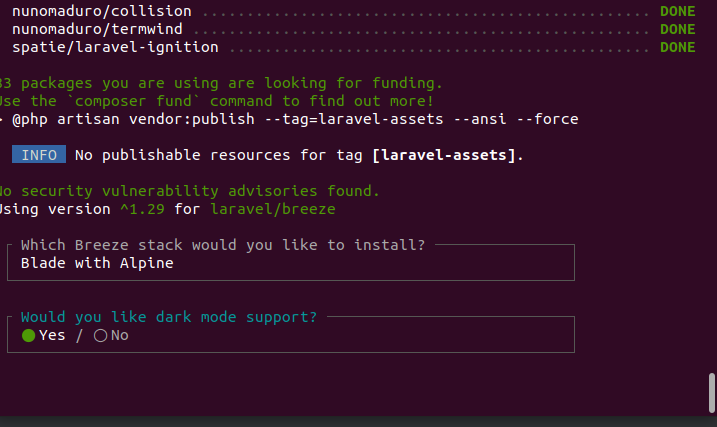 nunomaduro/collision .................................................. DONE
nunomaduro/termwind ................................................... DONE
spatie/laravel-ignition ............................................... DONE
83 packages you are using are looking for funding.
Use the `composer fund` command to find out more!
> @php artisan vendor:publish --tag=laravel-assets --ansi --force
INFO No publishable resources for tag [laravel-assets].
No security vulnerability advisories found.
Using version ^1.29 for laravel/breeze
Which Breeze stack would you like to install?
Blade with Alpine
Would you like dark mode support?
Yes / No